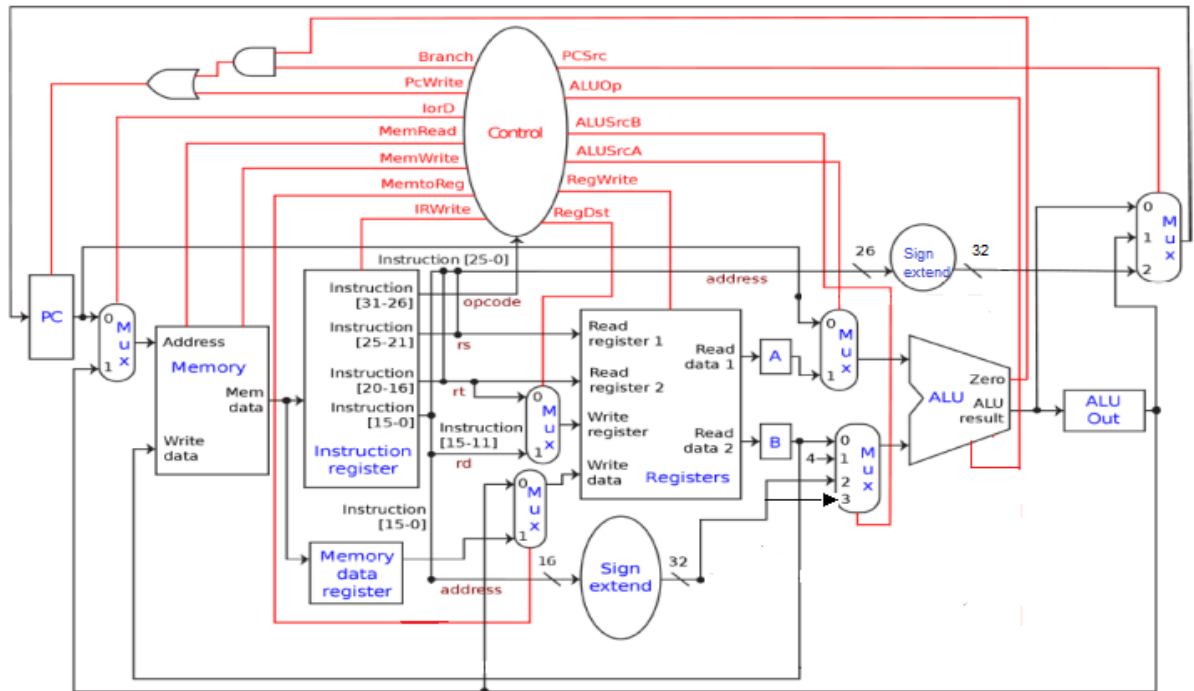 Branch
PcWrite
IorD
MemRead
MemWrite
MemtoReg
IRWrite
Control
PCSrc
ALUOp
ALUSrcB
ALUSrcA
RegWrite
RegDst
Instruction [25-0]
address
26
Sign
extend
32
0
1
2
Mux
PC
0
1
Mux
Address
Memory
Mem
data
Write
data
Instruction
[31-26]
opcode
Instruction
[25-21]
rs
Instruction
[20-16]
rt
Instruction
[15-0]
Instruction
[15-11]
rd
Instruction
register
0
1
Mux
Read
register 1
Read
register 2
Write
register
Write
data
Registers
Read
data 1
Read
data 2
A
B
0
1
Mux
0
4
1
2
3
Mux
Zero
ALU
ALU
result
ALU
Out
0
1
Mux
Instruction
[15-0]
Memory
data
register
address
16
Sign
extend
32